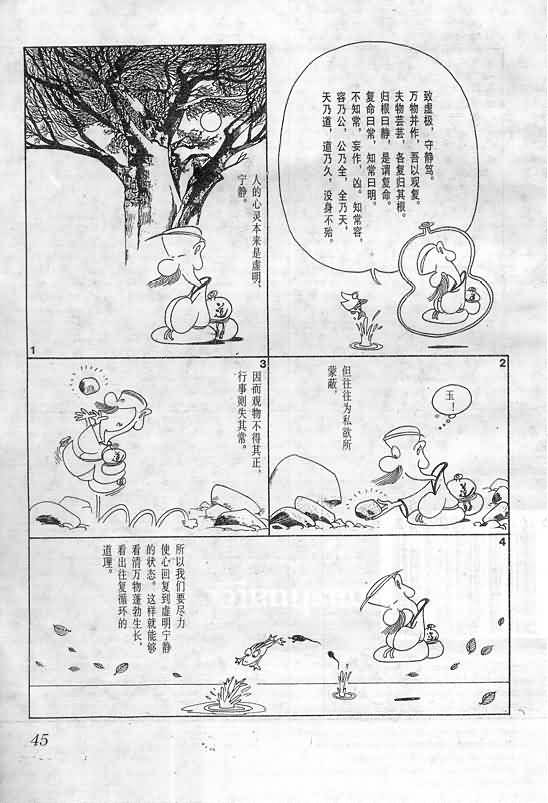 致虚极，守静笃。
万物并作，吾以观复。
夫物芸芸，各复归其根。
归根曰静，是谓复命。
复命曰常，知常曰明。
不知常，妄作，凶。知常容，
容乃公，公乃全，全乃天，
天乃道，道乃久，没身不殆。
人的心灵本来是虚明、
宁静。
道
1
2
但往往为私欲所
蒙蔽，
玉！
3
因而观物不得其正，
行事则失其常。
道
4
所以我们要尽力
使心回复到虚明宁静
的状态。这样就能够
看清万物蓬勃生长，
看出往复循环的
道理。
道
45